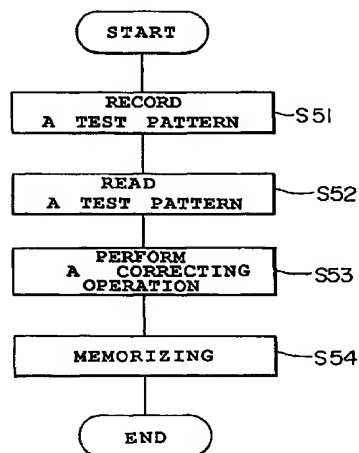 START
RECORD
A TEST PATTERN
S51
READ
A TEST PATTERN
S52
PERFORM
A CORRECTING
OPERATION
S53
MEMORIZING
S54
END